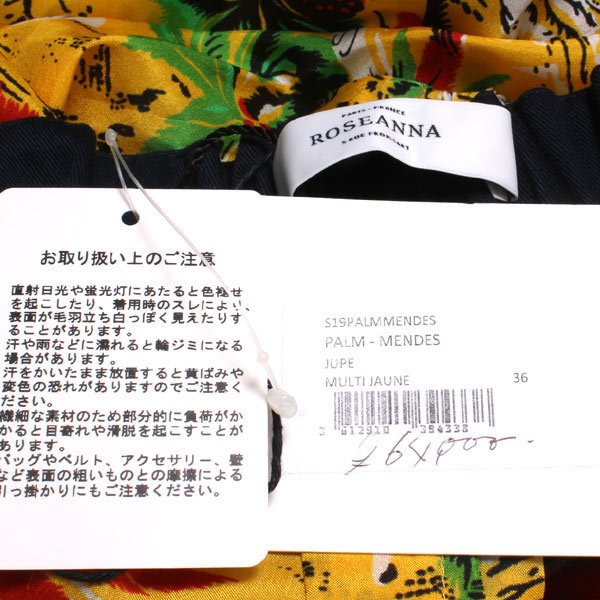 PARIS - FRANCE
ROSEANNA
お取り扱い上のご注意
直射日光や蛍光灯にあたると色褪せ
を起こしたり、着用時のスレにより、
表面が毛羽立ち白っぽく見えたりす
ることがあります。
汗や雨などに濡れると輪ジミになる
場合があります。
汗をかいたまま放置すると黄ばみや
変色の恐れがありますのでご注意く
ださい。
繊細な素材のため部分的に負荷がか
かると目寄れや滑脱を起こすことが
あります。
バッグやベルト、アクセサリー、壁
など表面の粗いものとの摩擦による
引っ掛かりにもご注意ください。
S19PALMMENDES
PALM - MENDES
JUPE
MULTI JAUNE 36